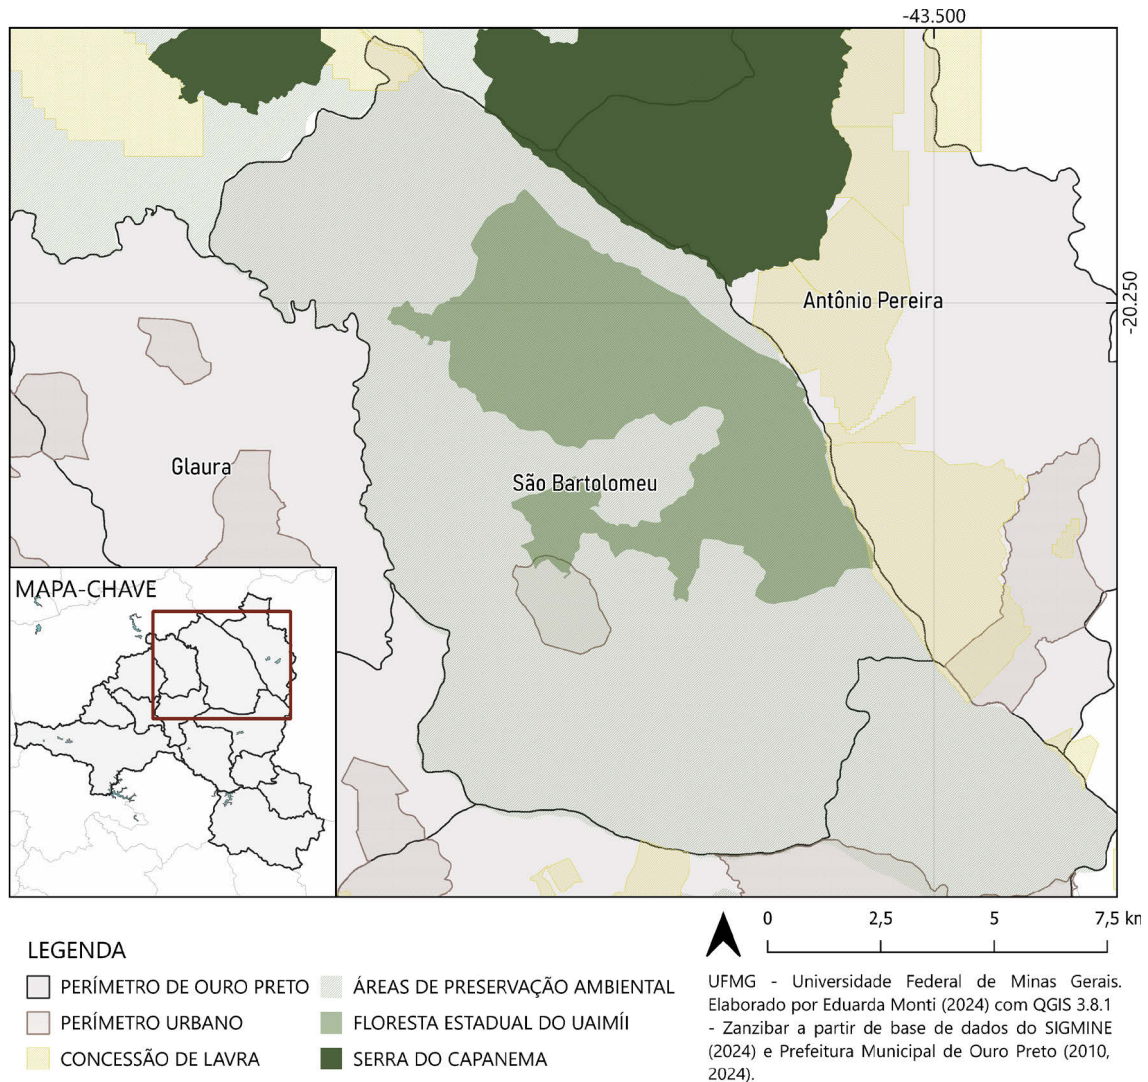 -43.500
-20.250
Antônio Pereira
Glaura
São Bartolomeu
MAPA-CHAVE
0 2,5 5 7,5 km
LEGENDA
PERÍMETRO DE OURO PRETO
PERÍMETRO URBANO
CONCESSÃO DE LAVRA
ÁREAS DE PRESERVAÇÃO AMBIENTAL
FLORESTA ESTADUAL DO UAIMÍI
SERRA DO CAPANEMA
UFMG - Universidade Federal de Minas Gerais.
Elaborado por Eduarda Monti (2024) com QGIS 3.8.1
- Zanzibar a partir de base de dados do SIGMINE
(2024) e Prefeitura Municipal de Ouro Preto (2010,
2024).